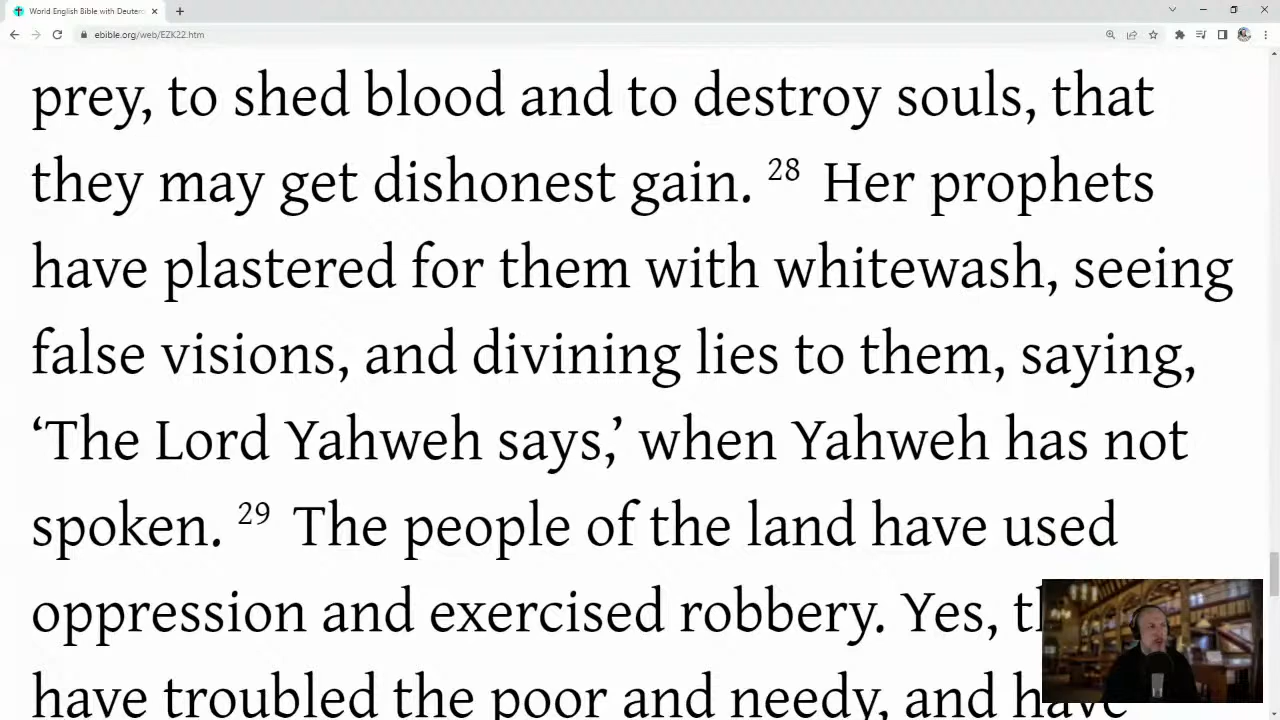 World English Bible with Deutero
ebible.org/web/EZK22.htm
prey, to shed blood and to destroy souls, that
they may get dishonest gain. 28 Her prophets
have plastered for them with whitewash, seeing
false visions, and divining lies to them, saying,
‘The Lord Yahweh says,’ when Yahweh has not
spoken. 29 The people of the land have used
oppression and exercised robbery. Yes,
have troubled the poor and needy, and have